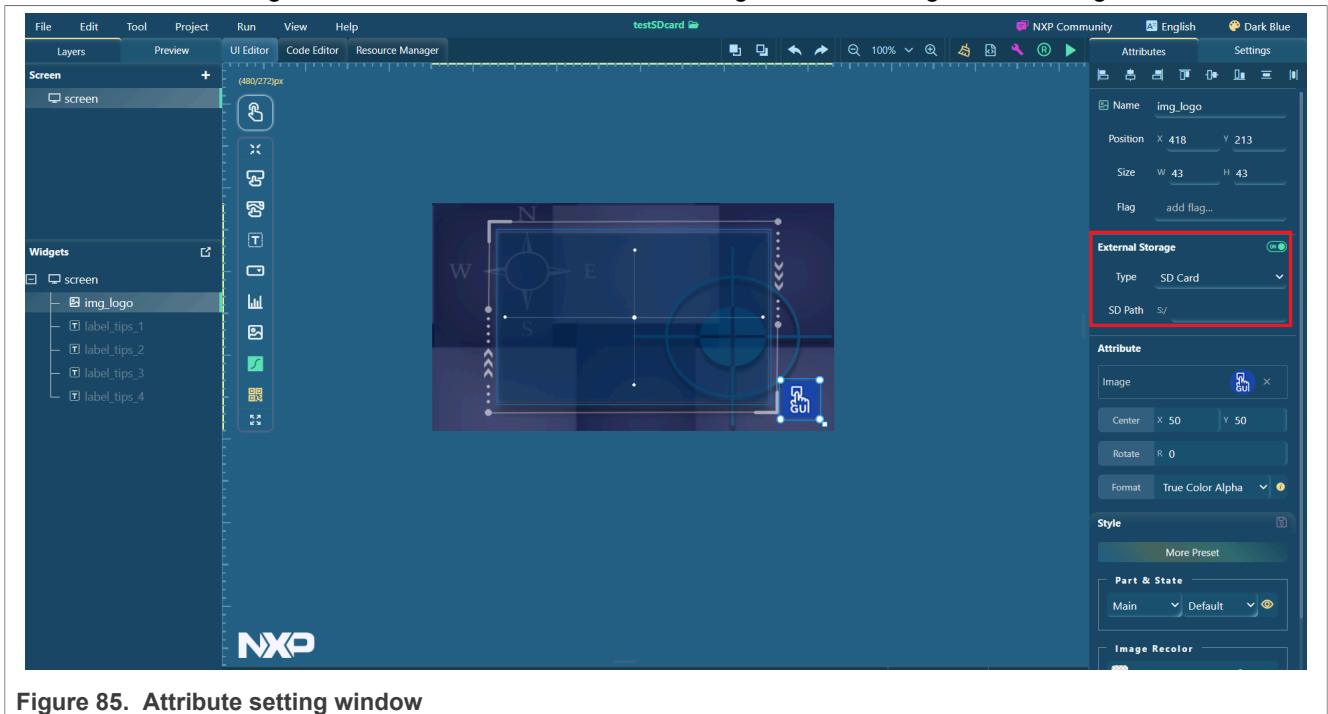 File Edit Tool Project Run View Help testSDcard NXP Community English Dark Blue
Layers Preview UI Editor Code Editor Resource Manager 100% Attributes Settings
Screen +
screen
(480/272)px
Name img_logo
Position X 418 Y 213
Size W 43 H 43
Flag add flag...
Widgets
screen
img_logo
label_tips_1
label_tips_2
label_tips_3
label_tips_4
N
W E
S
GUI
External Storage ON
Type SD Card
SD Path S:/
Attribute
Image GUI ×
Center X 50 Y 50
Rotate R 0
Format True Color Alpha
Style
More Preset
Part & State
Main Default
Image Recolor
NXP
Figure 85. Attribute setting window